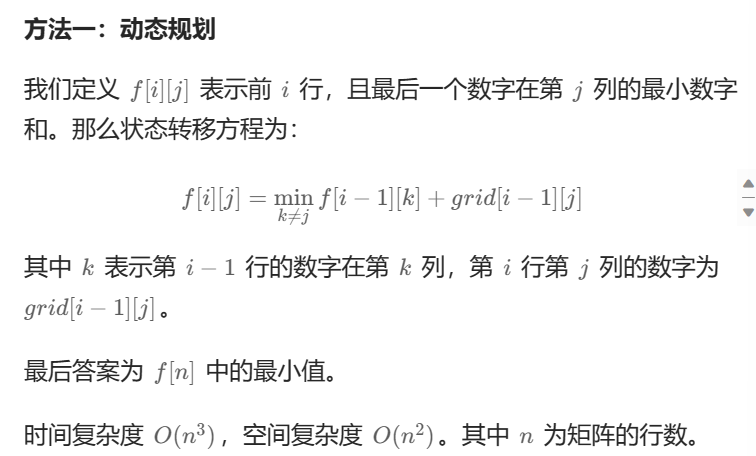 方法一：动态规划
我们定义 f[i][j] 表示前 i 行，且最后一个数字在第 j 列的最小数字
和。那么状态转移方程为：
f[i][j] = min f[i − 1][k] + grid[i − 1][j]
k≠j
其中 k 表示第 i − 1 行的数字在第 k 列，第 i 行第 j 列的数字为
grid[i − 1][j]。
最后答案为 f[n] 中的最小值。
时间复杂度 O(n³)，空间复杂度 O(n²)。其中 n 为矩阵的行数。